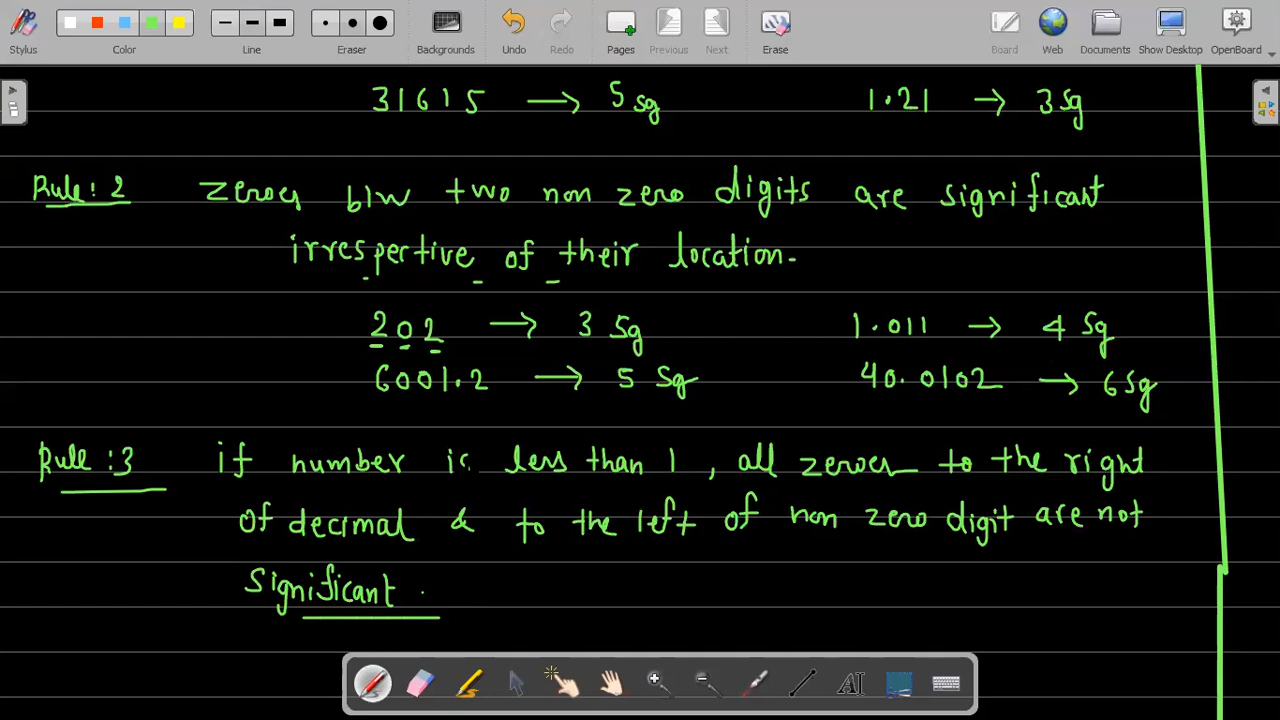 Stylus Color Line Eraser Backgrounds Undo Redo Pages Previous Next Erase Board Web Documents Show Desktop OpenBoard
31615 → 5 sg 1.21 → 3 Sg
Rule: 2 Zeroes b/w two non zero digits are significant
irrespective of their location.
202 → 3 Sg 1.011 → 4 Sg
6001.2 → 5 Sg 40.0102 → 6 Sg
Rule :3 if number is less than 1, all zeroes to the right
of decimal & to the left of non zero digit are not
Significant.